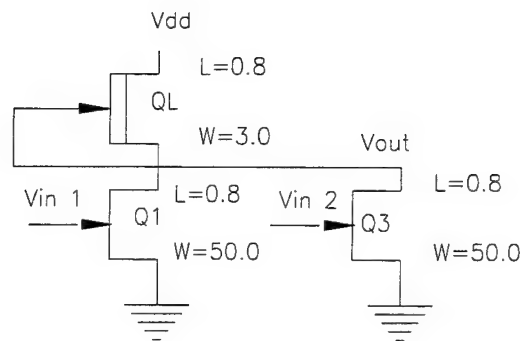 Vdd
L=0.8
QL
W=3.0
Vout
Vin 1
L=0.8
Q1
W=50.0
Vin 2
L=0.8
Q3
W=50.0